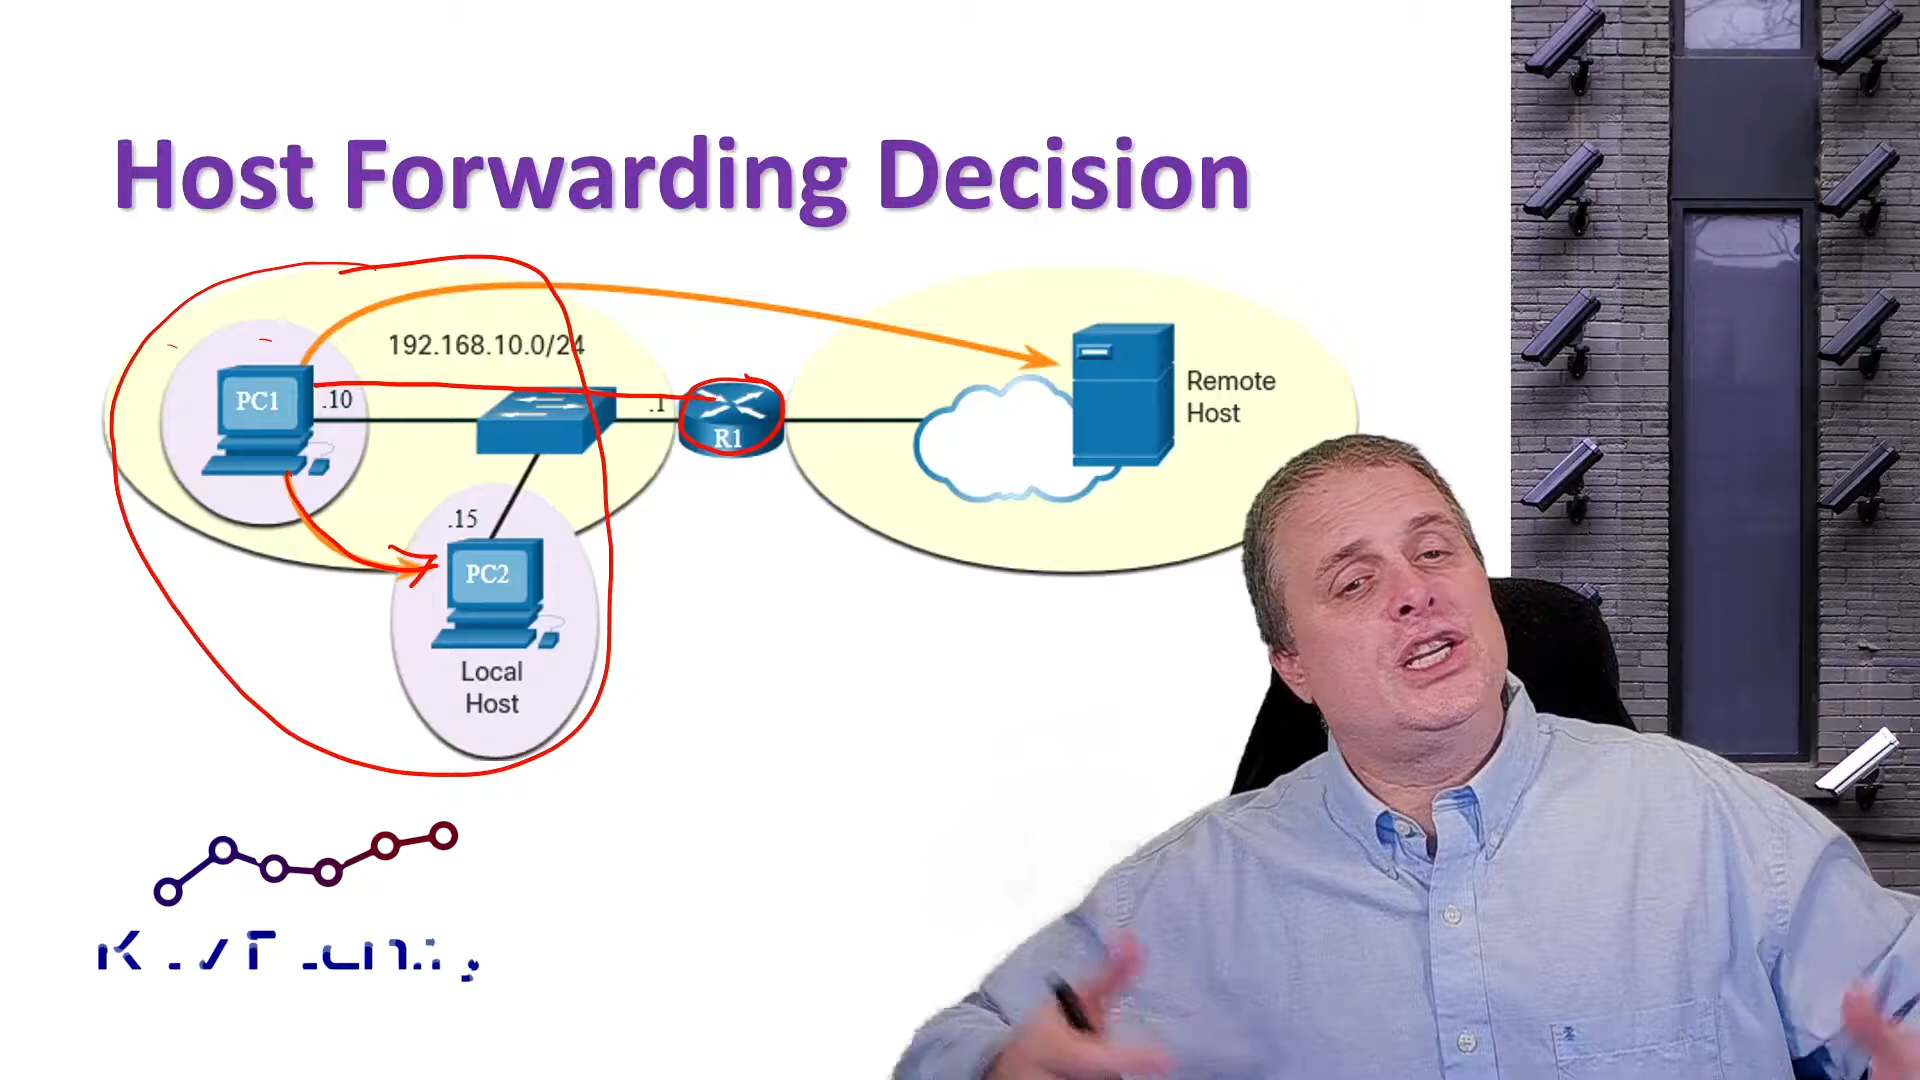 Host Forwarding Decision
192.168.10.0/24
PC1
.10
.1
R1
Remote
Host
.15
PC2
Local
Host